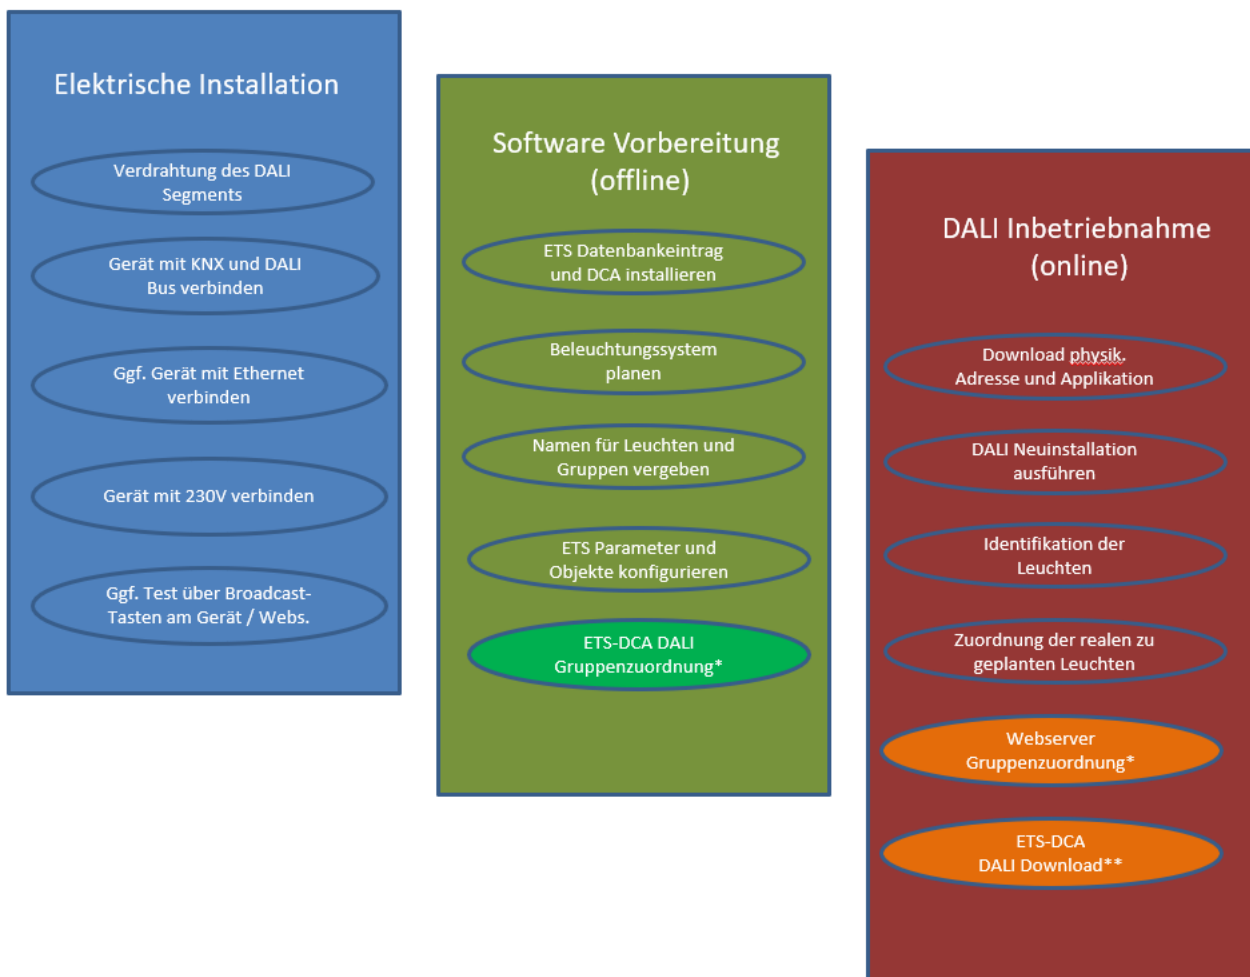 Elektrische Installation
Verdrahtung des DALI
Segments
Gerät mit KNX und DALI
Bus verbinden
Ggf. Gerät mit Ethernet
verbinden
Gerät mit 230V verbinden
Ggf. Test über Broadcast-
Tasten am Gerät / Webs.
Software Vorbereitung
(offline)
ETS Datenbankeintrag
und DCA installieren
Beleuchtungssystem
planen
Namen für Leuchten und
Gruppen vergeben
ETS Parameter und
Objekte konfigurieren
ETS-DCA DALI
Gruppenzuordnung*
DALI Inbetriebnahme
(online)
Download physik.
Adresse und Applikation
DALI Neuinstallation
ausführen
Identifikation der
Leuchten
Zuordnung der realen zu
geplanten Leuchten
Webserver
Gruppenzuordnung*
ETS-DCA
DALI Download**